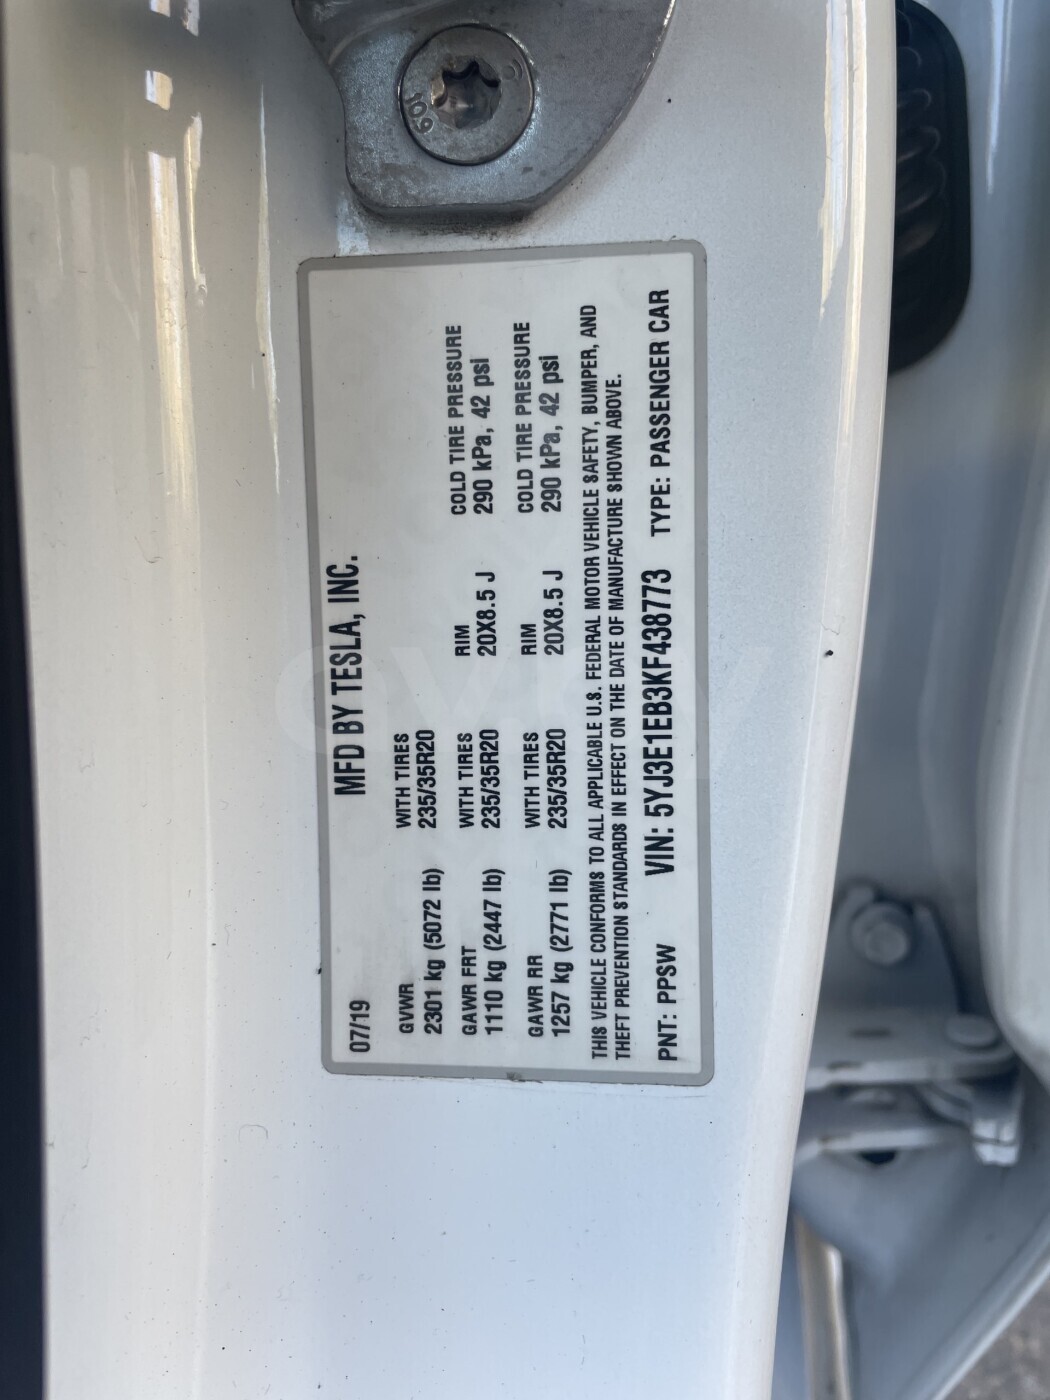 07/19 MFD BY TESLA, INC.
GVWR WITH TIRES
2301 kg (5072 lb) 235/35R20
GAWR FRT WITH TIRES RIM COLD TIRE PRESSURE
1110 kg (2447 lb) 235/35R20 20X8.5 J 290 kPa, 42 psi
GAWR RR WITH TIRES RIM COLD TIRE PRESSURE
1257 kg (2771 lb) 235/35R20 20X8.5 J 290 kPa, 42 psi
THIS VEHICLE CONFORMS TO ALL APPLICABLE U.S. FEDERAL MOTOR VEHICLE SAFETY, BUMPER, AND
THEFT PREVENTION STANDARDS IN EFFECT ON THE DATE OF MANUFACTURE SHOWN ABOVE.
PNT: PPSW VIN: 5YJ3E1EB3KF438773 TYPE: PASSENGER CAR
10.9